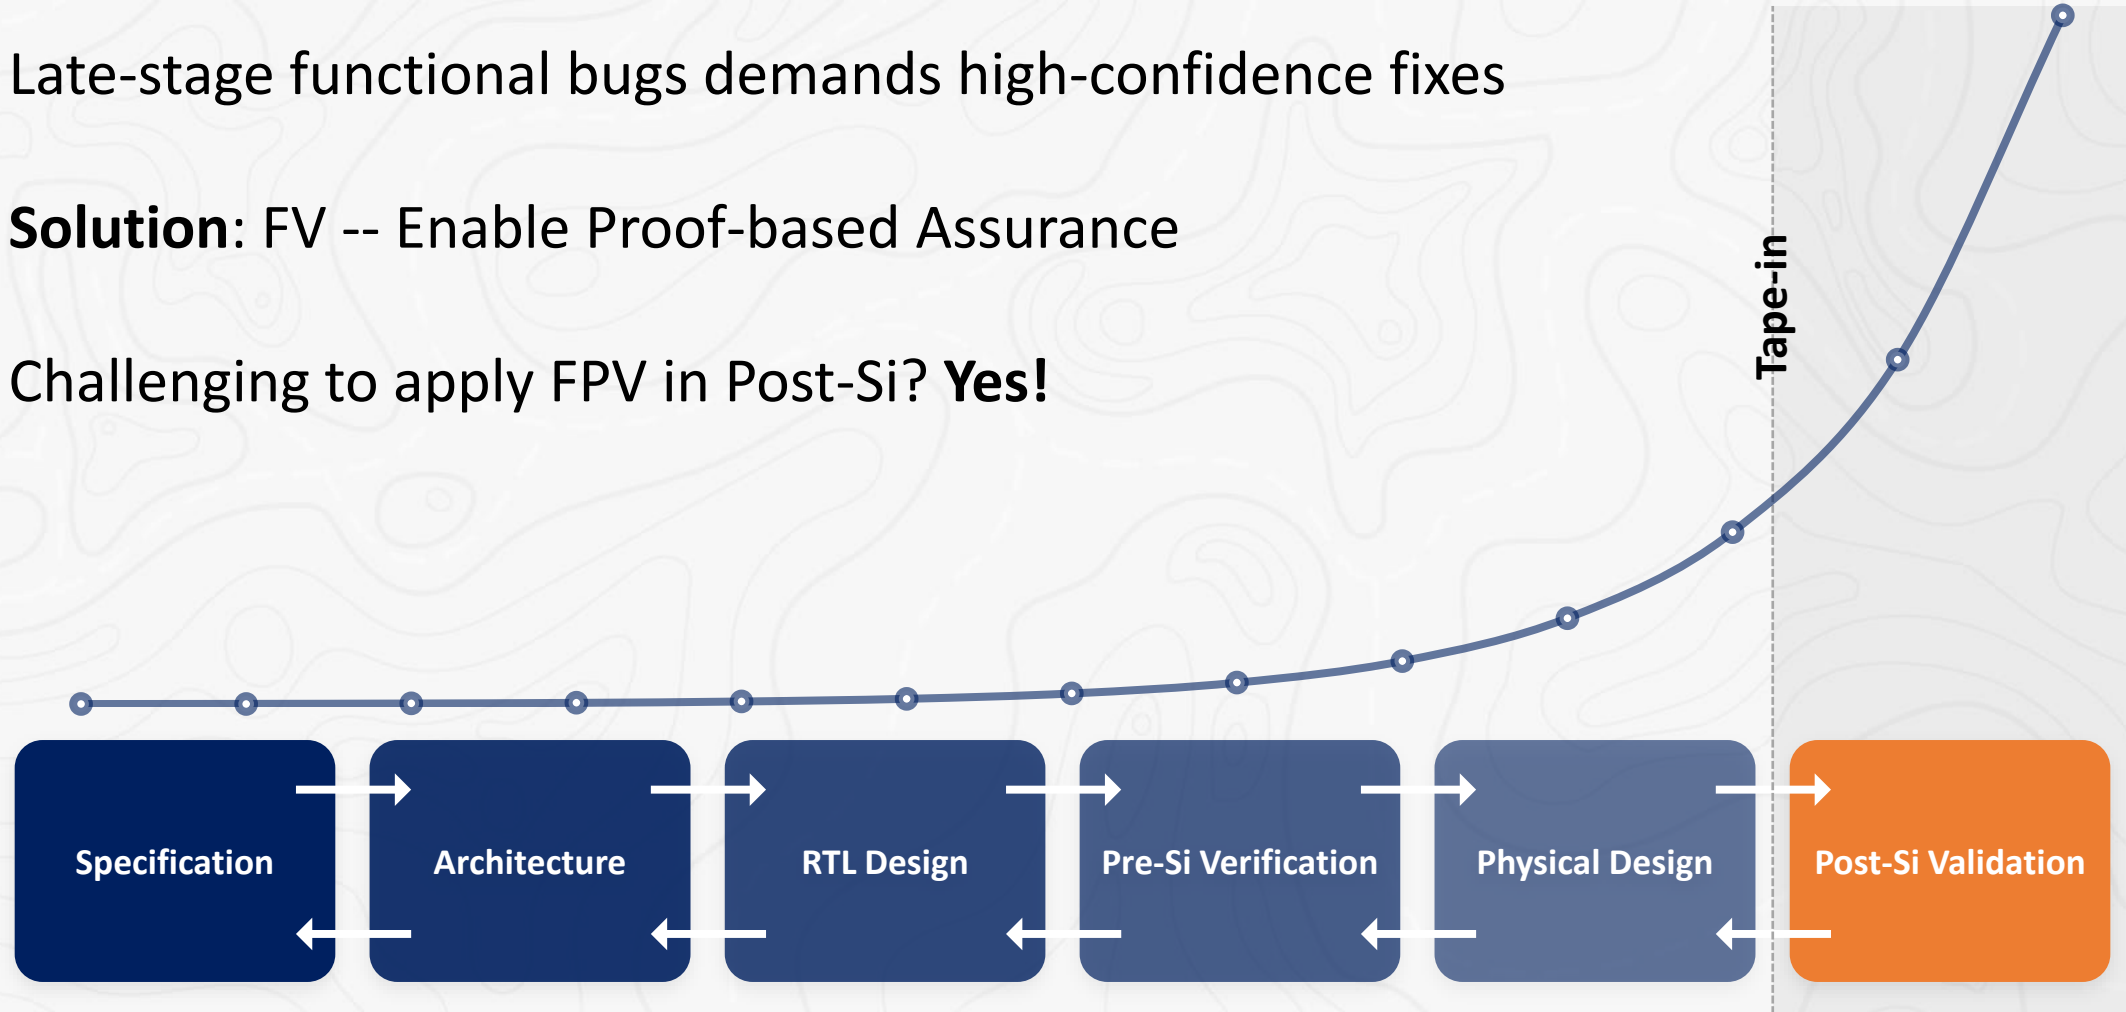 Late-stage functional bugs demands high-confidence fixes
Solution: FV -- Enable Proof-based Assurance
Challenging to apply FPV in Post-Si? Yes!
Tape-in
Specification
Architecture
RTL Design
Pre-Si Verification
Physical Design
Post-Si Validation